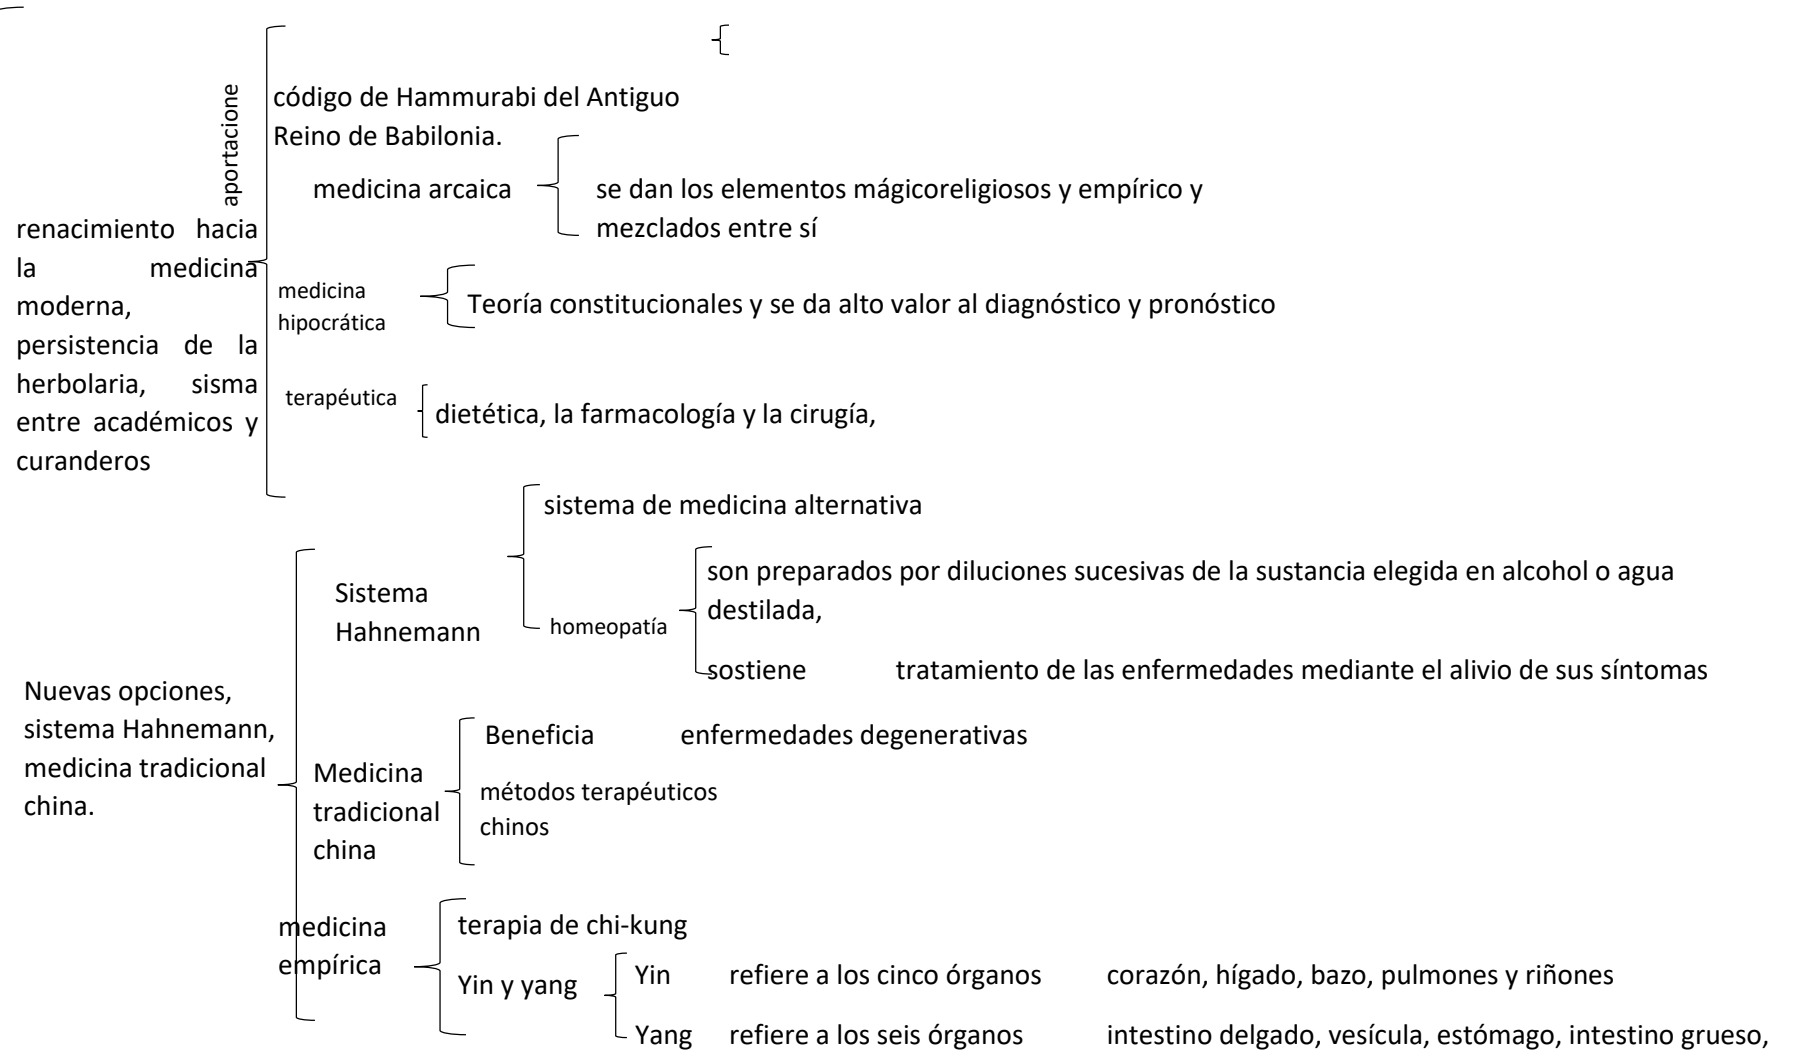 aportacione
código de Hammurabi del Antiguo
Reino de Babilonia.
medicina arcaica
se dan los elementos mágicoreligiosos y empírico y
mezclados entre sí
renacimiento hacia
la medicina
moderna,
persistencia de la
herbolaria, sisma
entre académicos y
curanderos
medicina
hipocrática
Teoría constitucionales y se da alto valor al diagnóstico y pronóstico
terapéutica
dietética, la farmacología y la cirugía,
Nuevas opciones,
sistema Hahnemann,
medicina tradicional
china.
Sistema
Hahnemann
sistema de medicina alternativa
homeopatía
son preparados por diluciones sucesivas de la sustancia elegida en alcohol o agua
destilada,
sostiene tratamiento de las enfermedades mediante el alivio de sus síntomas
Medicina
tradicional
china
Beneficia enfermedades degenerativas
métodos terapéuticos
chinos
medicina
empírica
terapia de chi-kung
Yin y yang
Yin refiere a los cinco órganos corazón, hígado, bazo, pulmones y riñones
Yang refiere a los seis órganos intestino delgado, vesícula, estómago, intestino grueso,